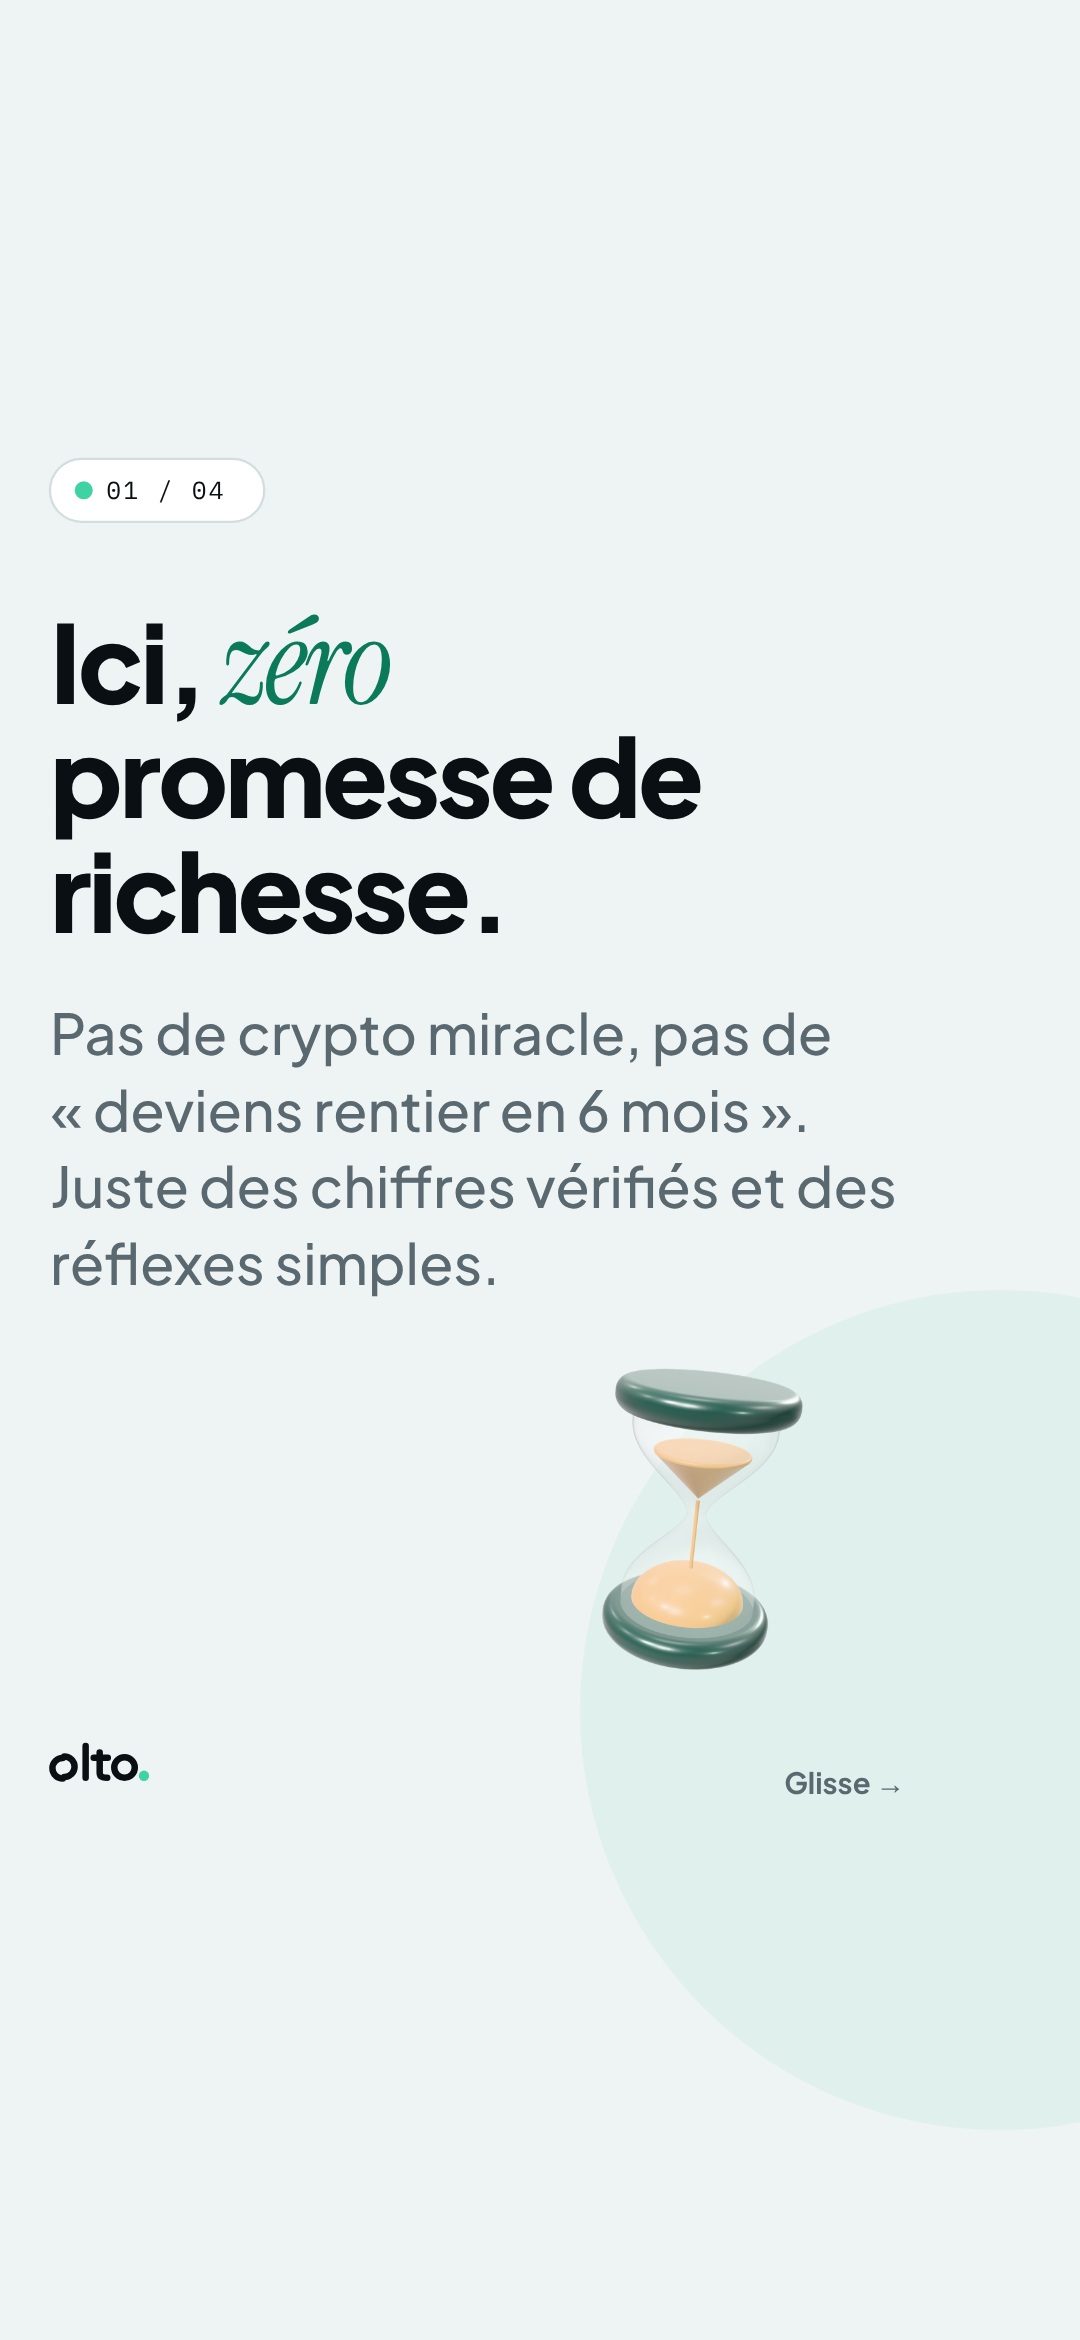 01 / 04
Ici, zéro
promesse de
richesse.
Pas de crypto miracle, pas de
« deviens rentier en 6 mois ».
Juste des chiffres vérifiés et des
réflexes simples.
olto.
Glisse →